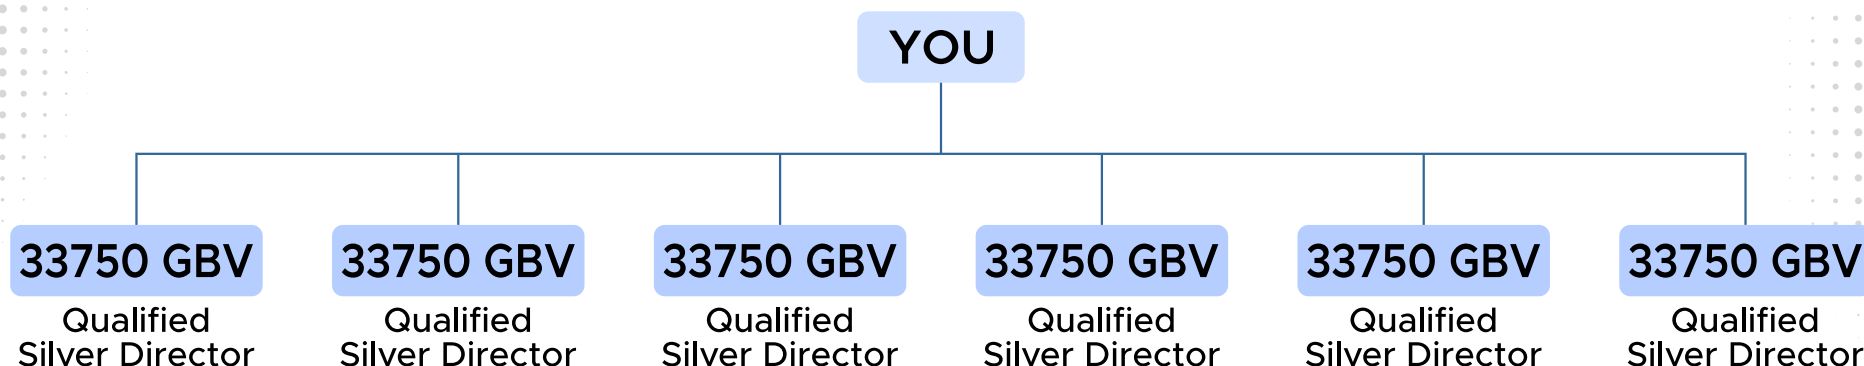 YOU
33750 GBV
33750 GBV
33750 GBV
33750 GBV
33750 GBV
33750 GBV
Qualified
Silver Director
Qualified
Silver Director
Qualified
Silver Director
Qualified
Silver Director
Qualified
Silver Director
Qualified
Silver Director